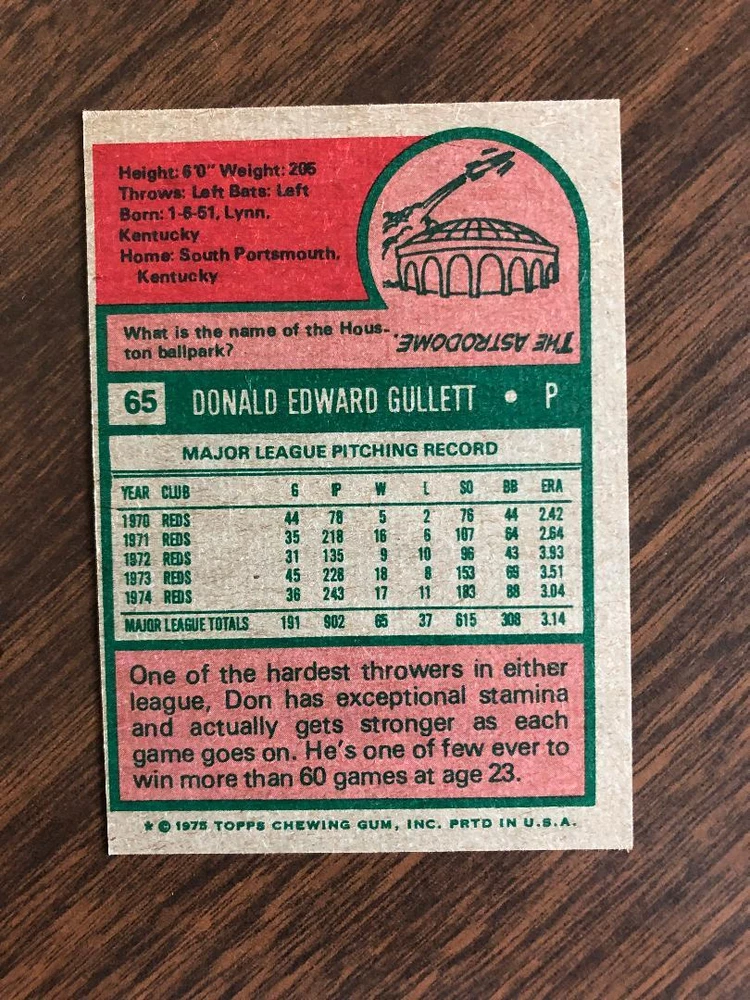 Height: 6'0" Weight: 205
Throws: Left Bats: Left
Born: 1-6-51, Lynn,
Kentucky
Home: South Portsmouth,
Kentucky
What is the name of the Hous-
ton ballpark?
THE ASTRODOME.
65 DONALD EDWARD GULLETT • P
MAJOR LEAGUE PITCHING RECORD
YEAR CLUB G IP W L SO BB ERA
1970 REDS 44 78 5 2 76 44 2.42
1971 REDS 35 218 16 6 107 64 2.64
1972 REDS 31 135 9 10 96 43 3.93
1973 REDS 45 228 18 8 153 69 3.51
1974 REDS 36 243 17 11 183 88 3.04
MAJOR LEAGUE TOTALS 191 902 65 37 615 308 3.14
One of the hardest throwers in either
league, Don has exceptional stamina
and actually gets stronger as each
game goes on. He's one of few ever to
win more than 60 games at age 23.
* © 1975 TOPPS CHEWING GUM, INC. PRTD IN U.S.A.